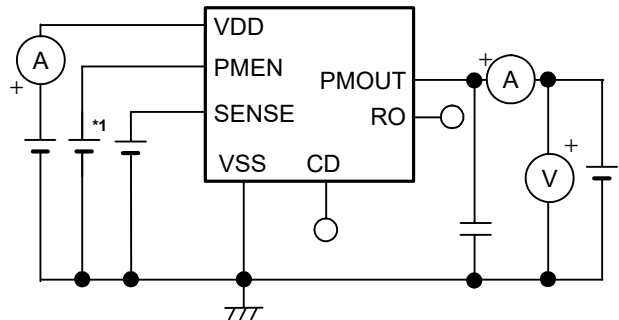 VDD
A
+
PMEN
*1
SENSE
VSS
CD
PMOUT
RO
+
A
+
V